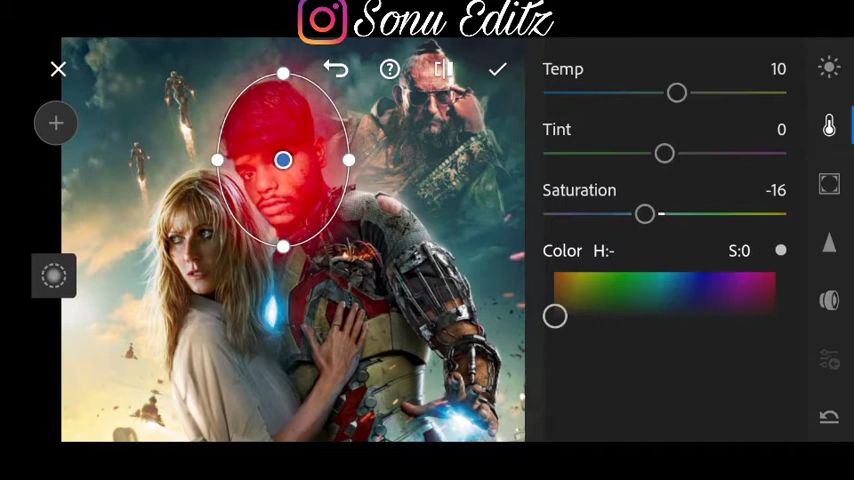 Sonu Editz
Temp 10
Tint 0
Saturation -16
Color H:- S:0